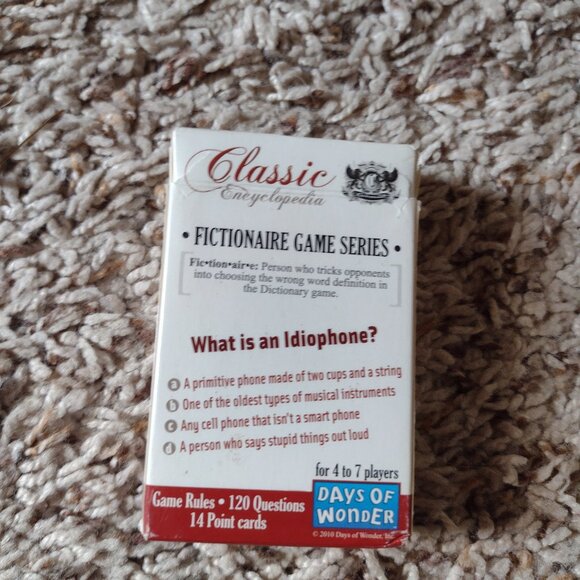 Classic
Encyclopedia
• FICTIONAIRE GAME SERIES •
Fic•tion•air•e: Person who tricks opponents
into choosing the wrong word definition in
the Dictionary game.
What is an Idiophone?
a A primitive phone made of two cups and a string
b One of the oldest types of musical instruments
c Any cell phone that isn't a smart phone
d A person who says stupid things out loud
for 4 to 7 players
Game Rules • 120 Questions
14 Point cards
DAYS OF
WONDER
© 2010 Days of Wonder, Inc.